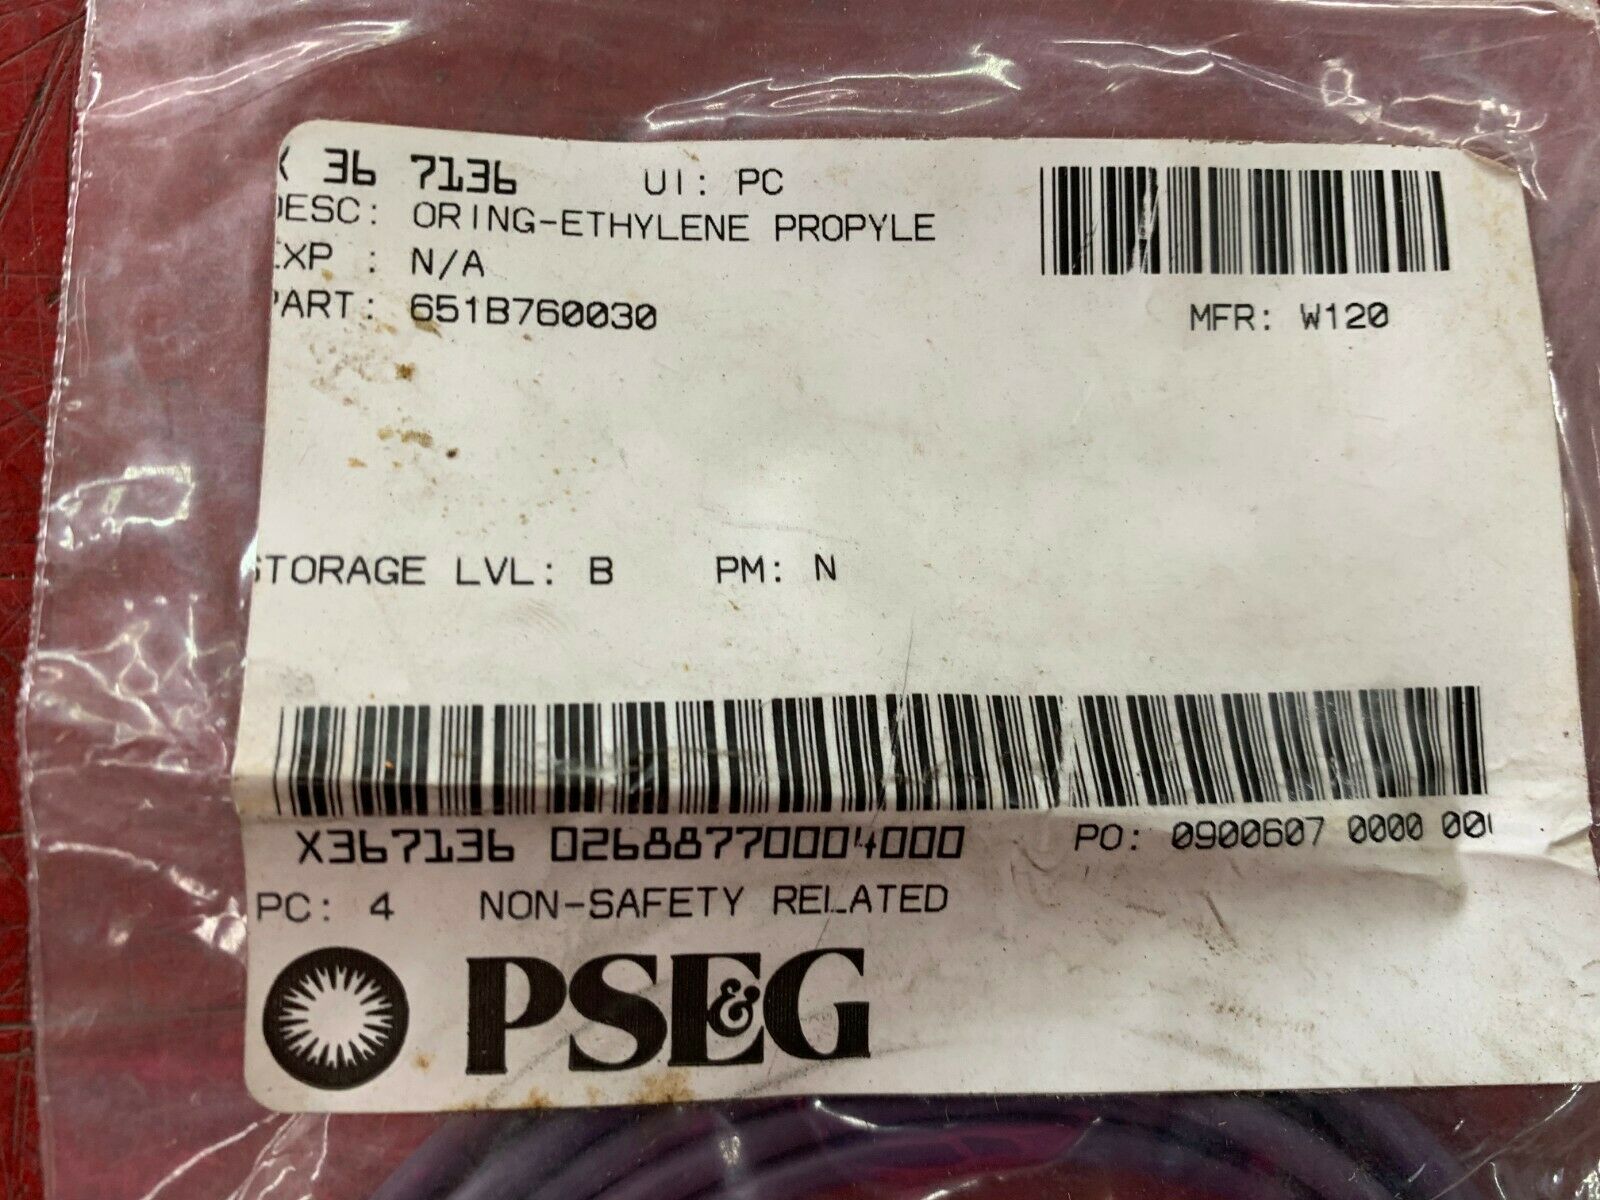 X 36 7136 UI: PC
DESC: ORING-ETHYLENE PROPYLE
EXP : N/A
PART: 651B760030 MFR: W120
STORAGE LVL: B PM: N
X367136 02688770004000 PO: 0900607 0000 00
PC: 4 NON-SAFETY RELATED
PSE&G